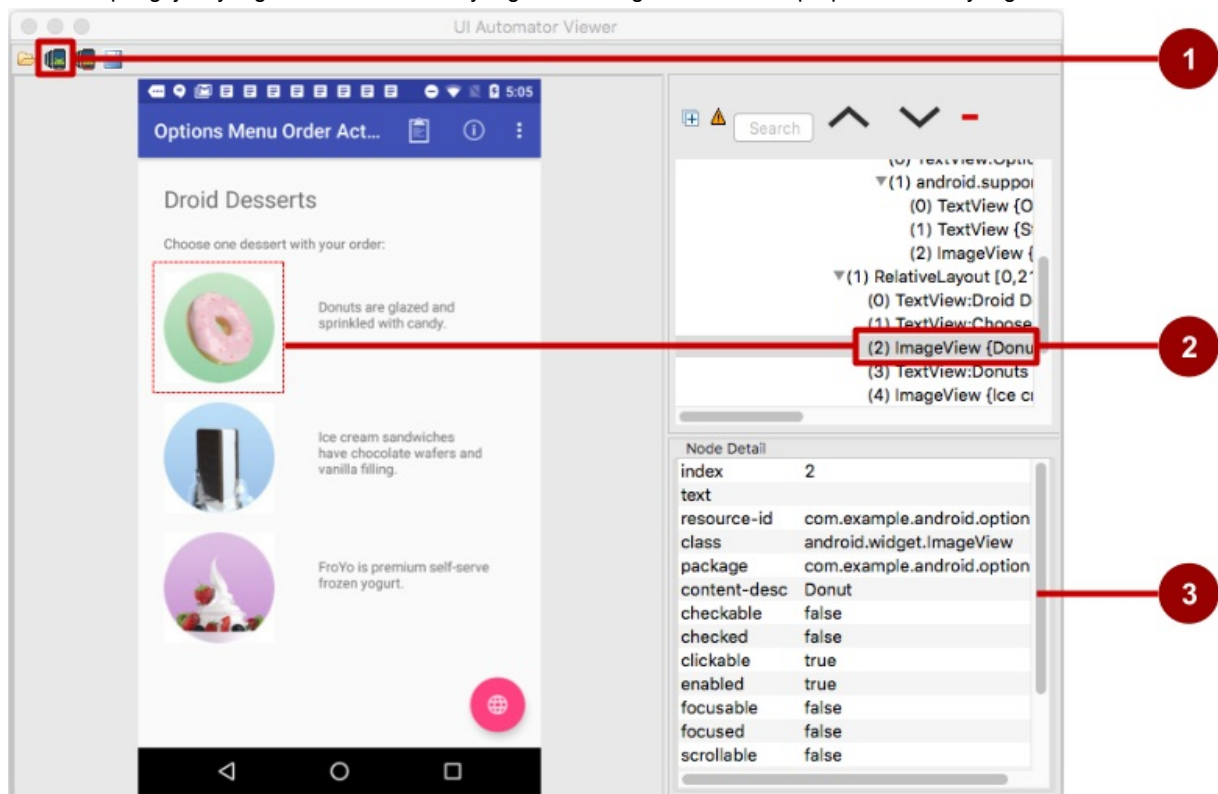 UI Automator Viewer
1
5:05
Options Menu Order Act...
Search
(0) TextView:Optic
▼(1) android.suppor
(0) TextView {O
(1) TextView {S
(2) ImageView {
▼(1) RelativeLayout [0,21
(0) TextView:Droid D
(1) TextView:Choose
(2) ImageView {Donu
(3) TextView:Donuts
(4) ImageView {Ice cr
2
Droid Desserts
Choose one dessert with your order:
Donuts are glazed and
sprinkled with candy.
Ice cream sandwiches
have chocolate wafers and
vanilla filling.
FroYo is premium self-serve
frozen yogurt.
Node Detail
index 2
text
resource-id com.example.android.option
class android.widget.ImageView
package com.example.android.option
content-desc Donut
checkable false
checked false
clickable true
enabled true
focusable false
focused false
scrollable false
3